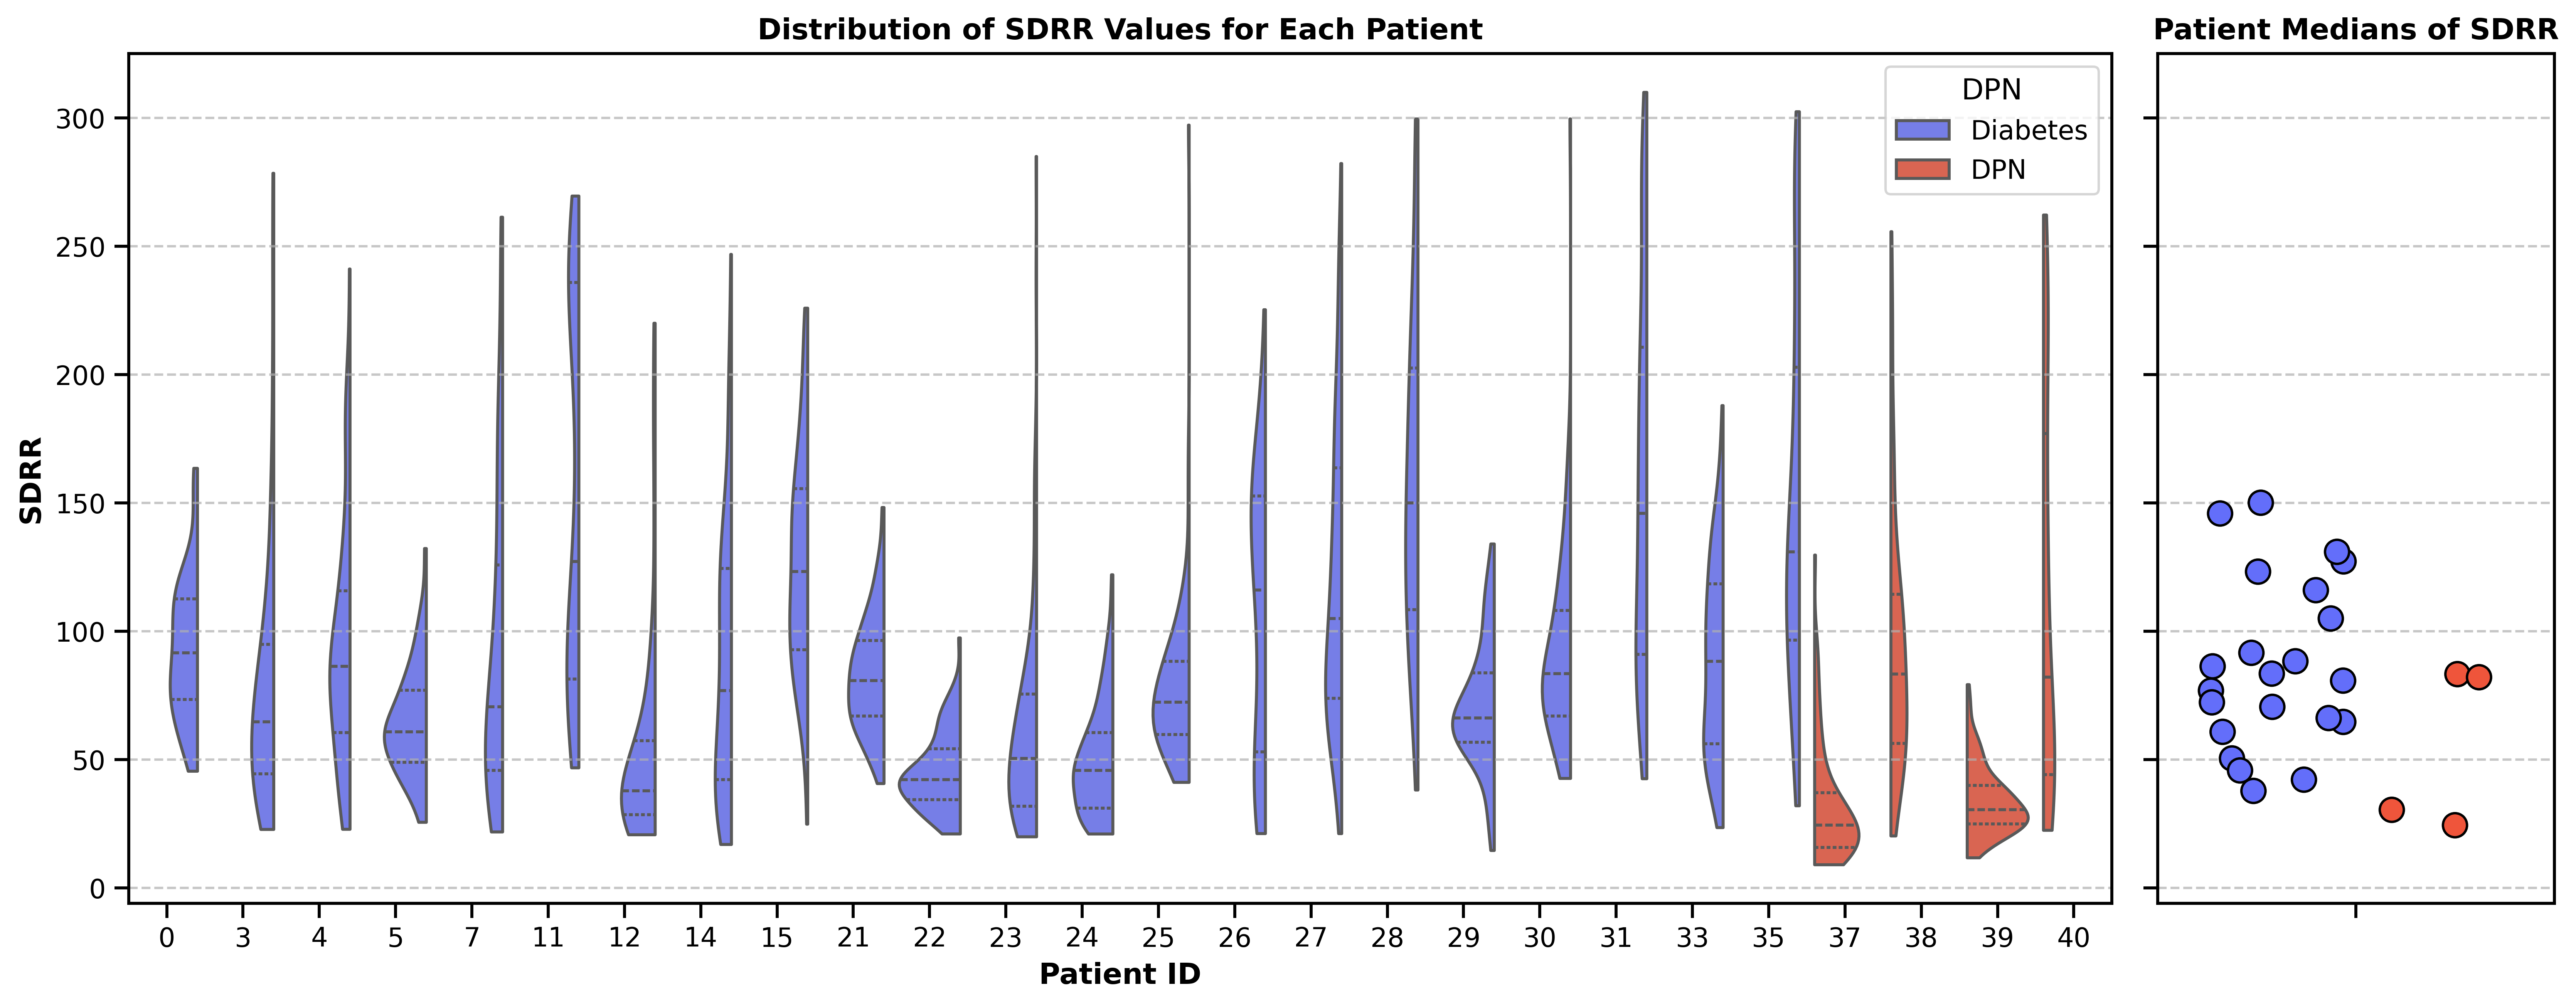 Distribution of SDRR Values for Each Patient
Patient Medians of SDRR
DPN
Diabetes
DPN
SDRR
300
250
200
150
100
50
0
0 3 4 5 7 11 12 14 15 21 22 23 24 25 26 27 28 29 30 31 33 35 37 38 39 40
Patient ID